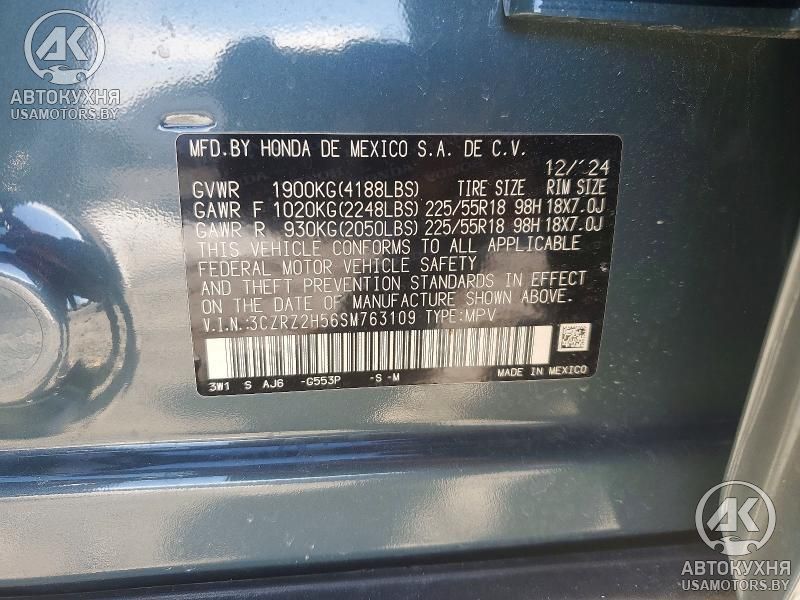 AK
АВТОКУХНЯ
USAMOTORS.BY
MFD.BY HONDA DE MEXICO S.A. DE C.V.
12/'24
GVWR 1900KG(4188LBS) TIRE SIZE RIM SIZE
GAWR F 1020KG(2248LBS) 225/55R18 98H 18X7.0J
GAWR R 930KG(2050LBS) 225/55R18 98H 18X7.0J
THIS VEHICLE CONFORMS TO ALL APPLICABLE
FEDERAL MOTOR VEHICLE SAFETY
AND THEFT PREVENTION STANDARDS IN EFFECT
ON THE DATE OF MANUFACTURE SHOWN ABOVE.
V.I.N.:3CZRZ2H56SM763109 TYPE:MPV
3W1 S AJ6 -G553P -S-M MADE IN MEXICO
AK
АВТОКУХНЯ
USAMOTORS.BY